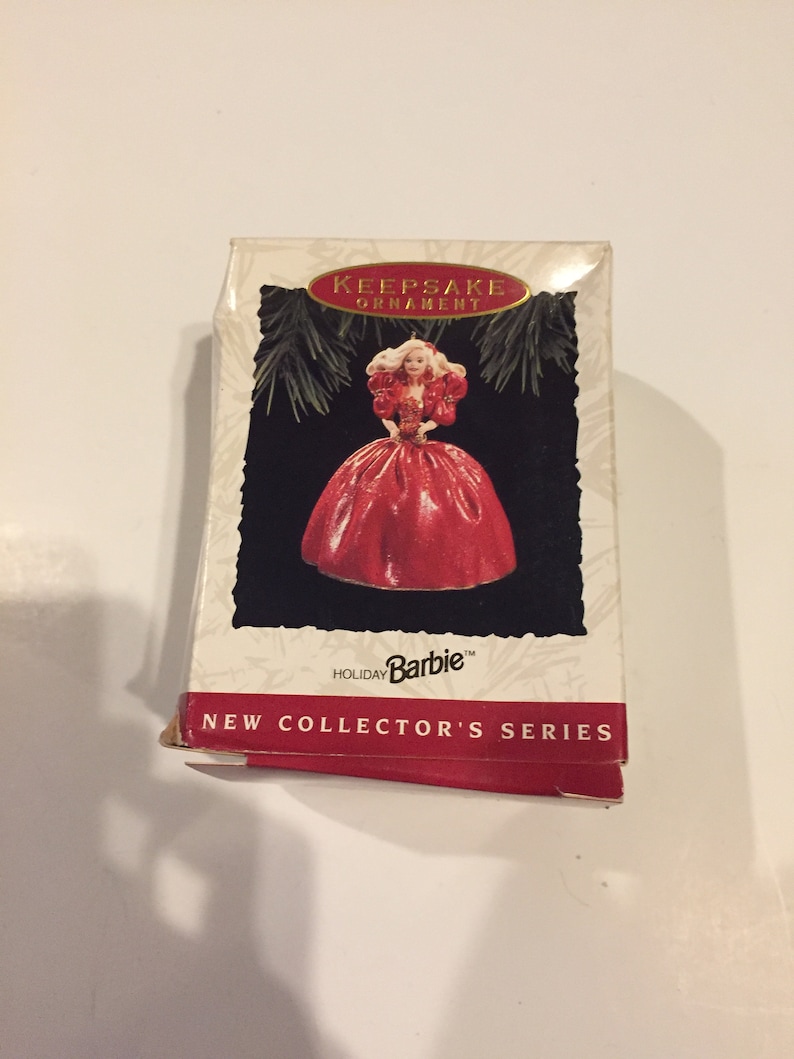 KEEPSAKE
ORNAMENT
HOLIDAY Barbie™
NEW COLLECTOR'S SERIES